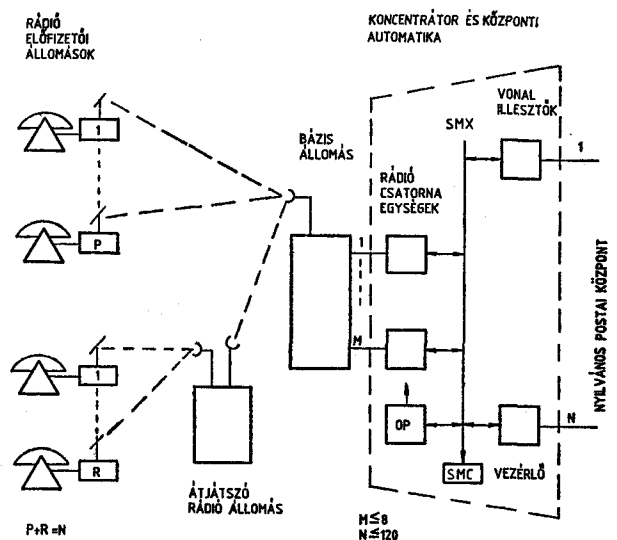 RÁDIÓ
ELŐFIZETŐI
ÁLLOMÁSOK
KONCENTRÁTOR ÉS KÖZPONTI
AUTOMATIKA
1
P
BÁZIS
ÁLLOMÁS
1
M
RÁDIÓ
CSATORNA
EGYSÉGEK
SMX
VONAL
ILLESZTŐK
1
N
NYILVÁNOS POSTAI KÖZPONT
1
R
ÁTJÁTSZÓ
RÁDIÓ ÁLLOMÁS
OP
SMC
VEZÉRLŐ
P+R=N
M≤8
N≤120